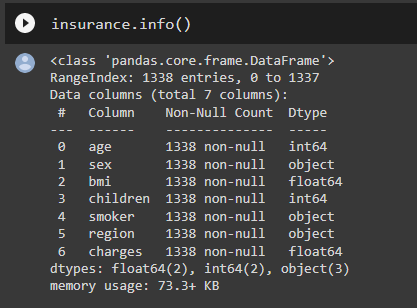 insurance.info()
<class 'pandas.core.frame.DataFrame'>
RangeIndex: 1338 entries, 0 to 1337
Data columns (total 7 columns):
 #   Column    Non-Null Count  Dtype
---  ------    --------------  -----
 0   age       1338 non-null   int64
 1   sex       1338 non-null   object
 2   bmi       1338 non-null   float64
 3   children  1338 non-null   int64
 4   smoker    1338 non-null   object
 5   region    1338 non-null   object
 6   charges   1338 non-null   float64
dtypes: float64(2), int64(2), object(3)
memory usage: 73.3+ KB